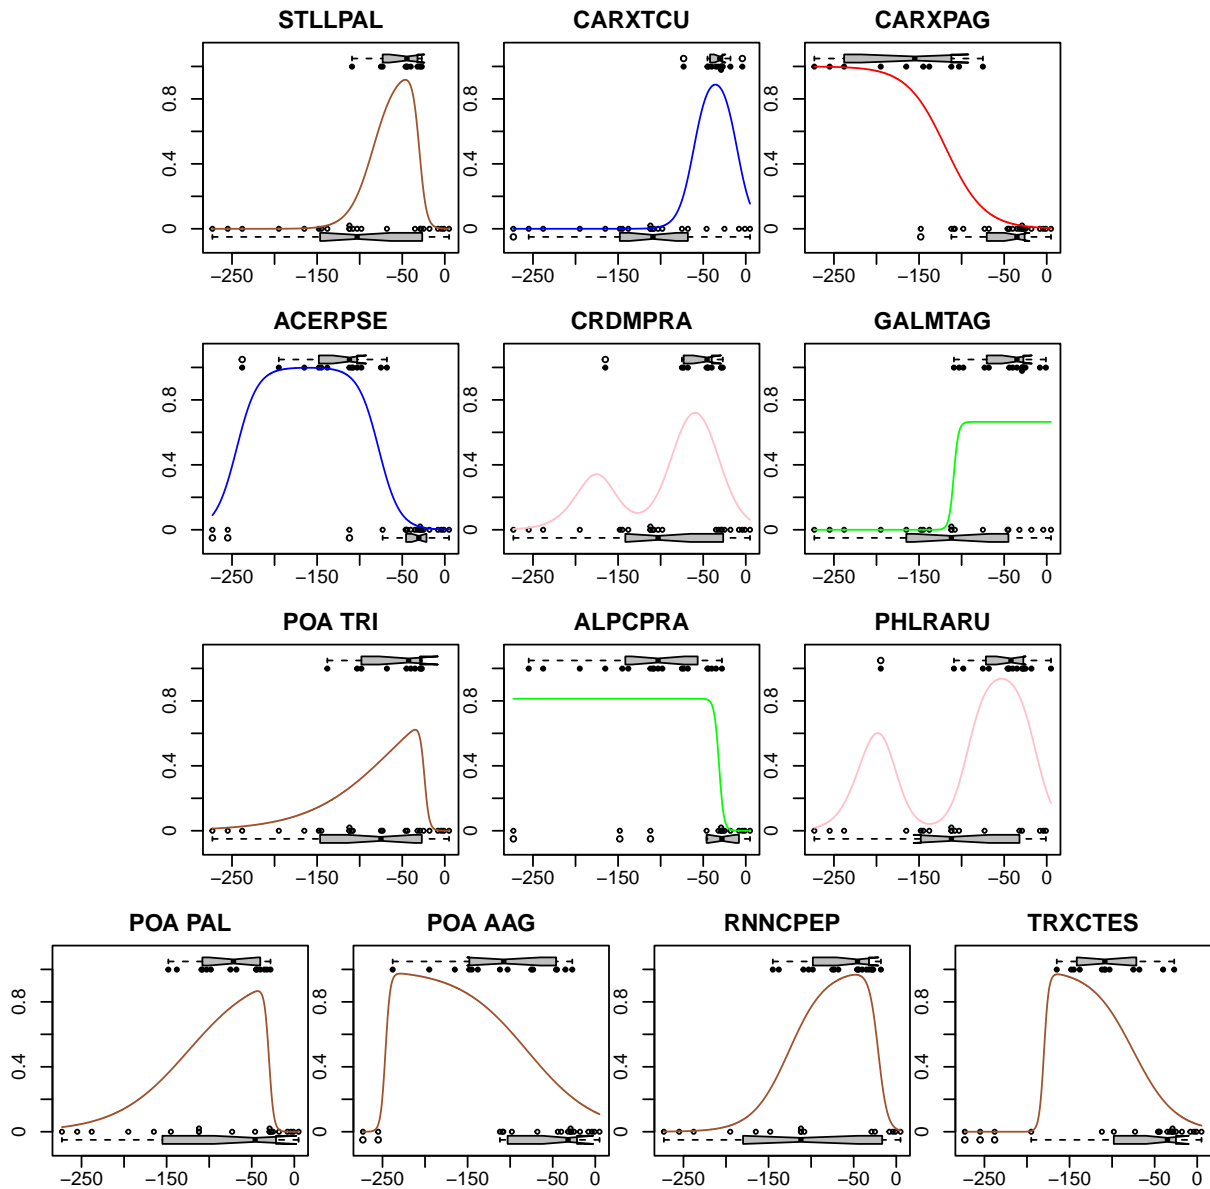 STLLPAL CARXTCU CARXPAG
0 0.4 0.8 0 0.4 0.8 0 0.4 0.8
−250 −150 −50 0 −250 −150 −50 0 −250 −150 −50 0
ACERPSE CRDMPRA GALMTAG
0 0.4 0.8 0 0.4 0.8 0 0.4 0.8
−250 −150 −50 0 −250 −150 −50 0 −250 −150 −50 0
POA TRI ALPCPRA PHLRARU
0 0.4 0.8 0 0.4 0.8 0 0.4 0.8
−250 −150 −50 0 −250 −150 −50 0 −250 −150 −50 0
POA PAL POA AAG RNNCPEP TRXCTES
0 0.4 0.8 0 0.4 0.8 0 0.4 0.8 0 0.4 0.8
−250 −150 −50 0 −250 −150 −50 0 −250 −150 −50 0 −250 −150 −50 0